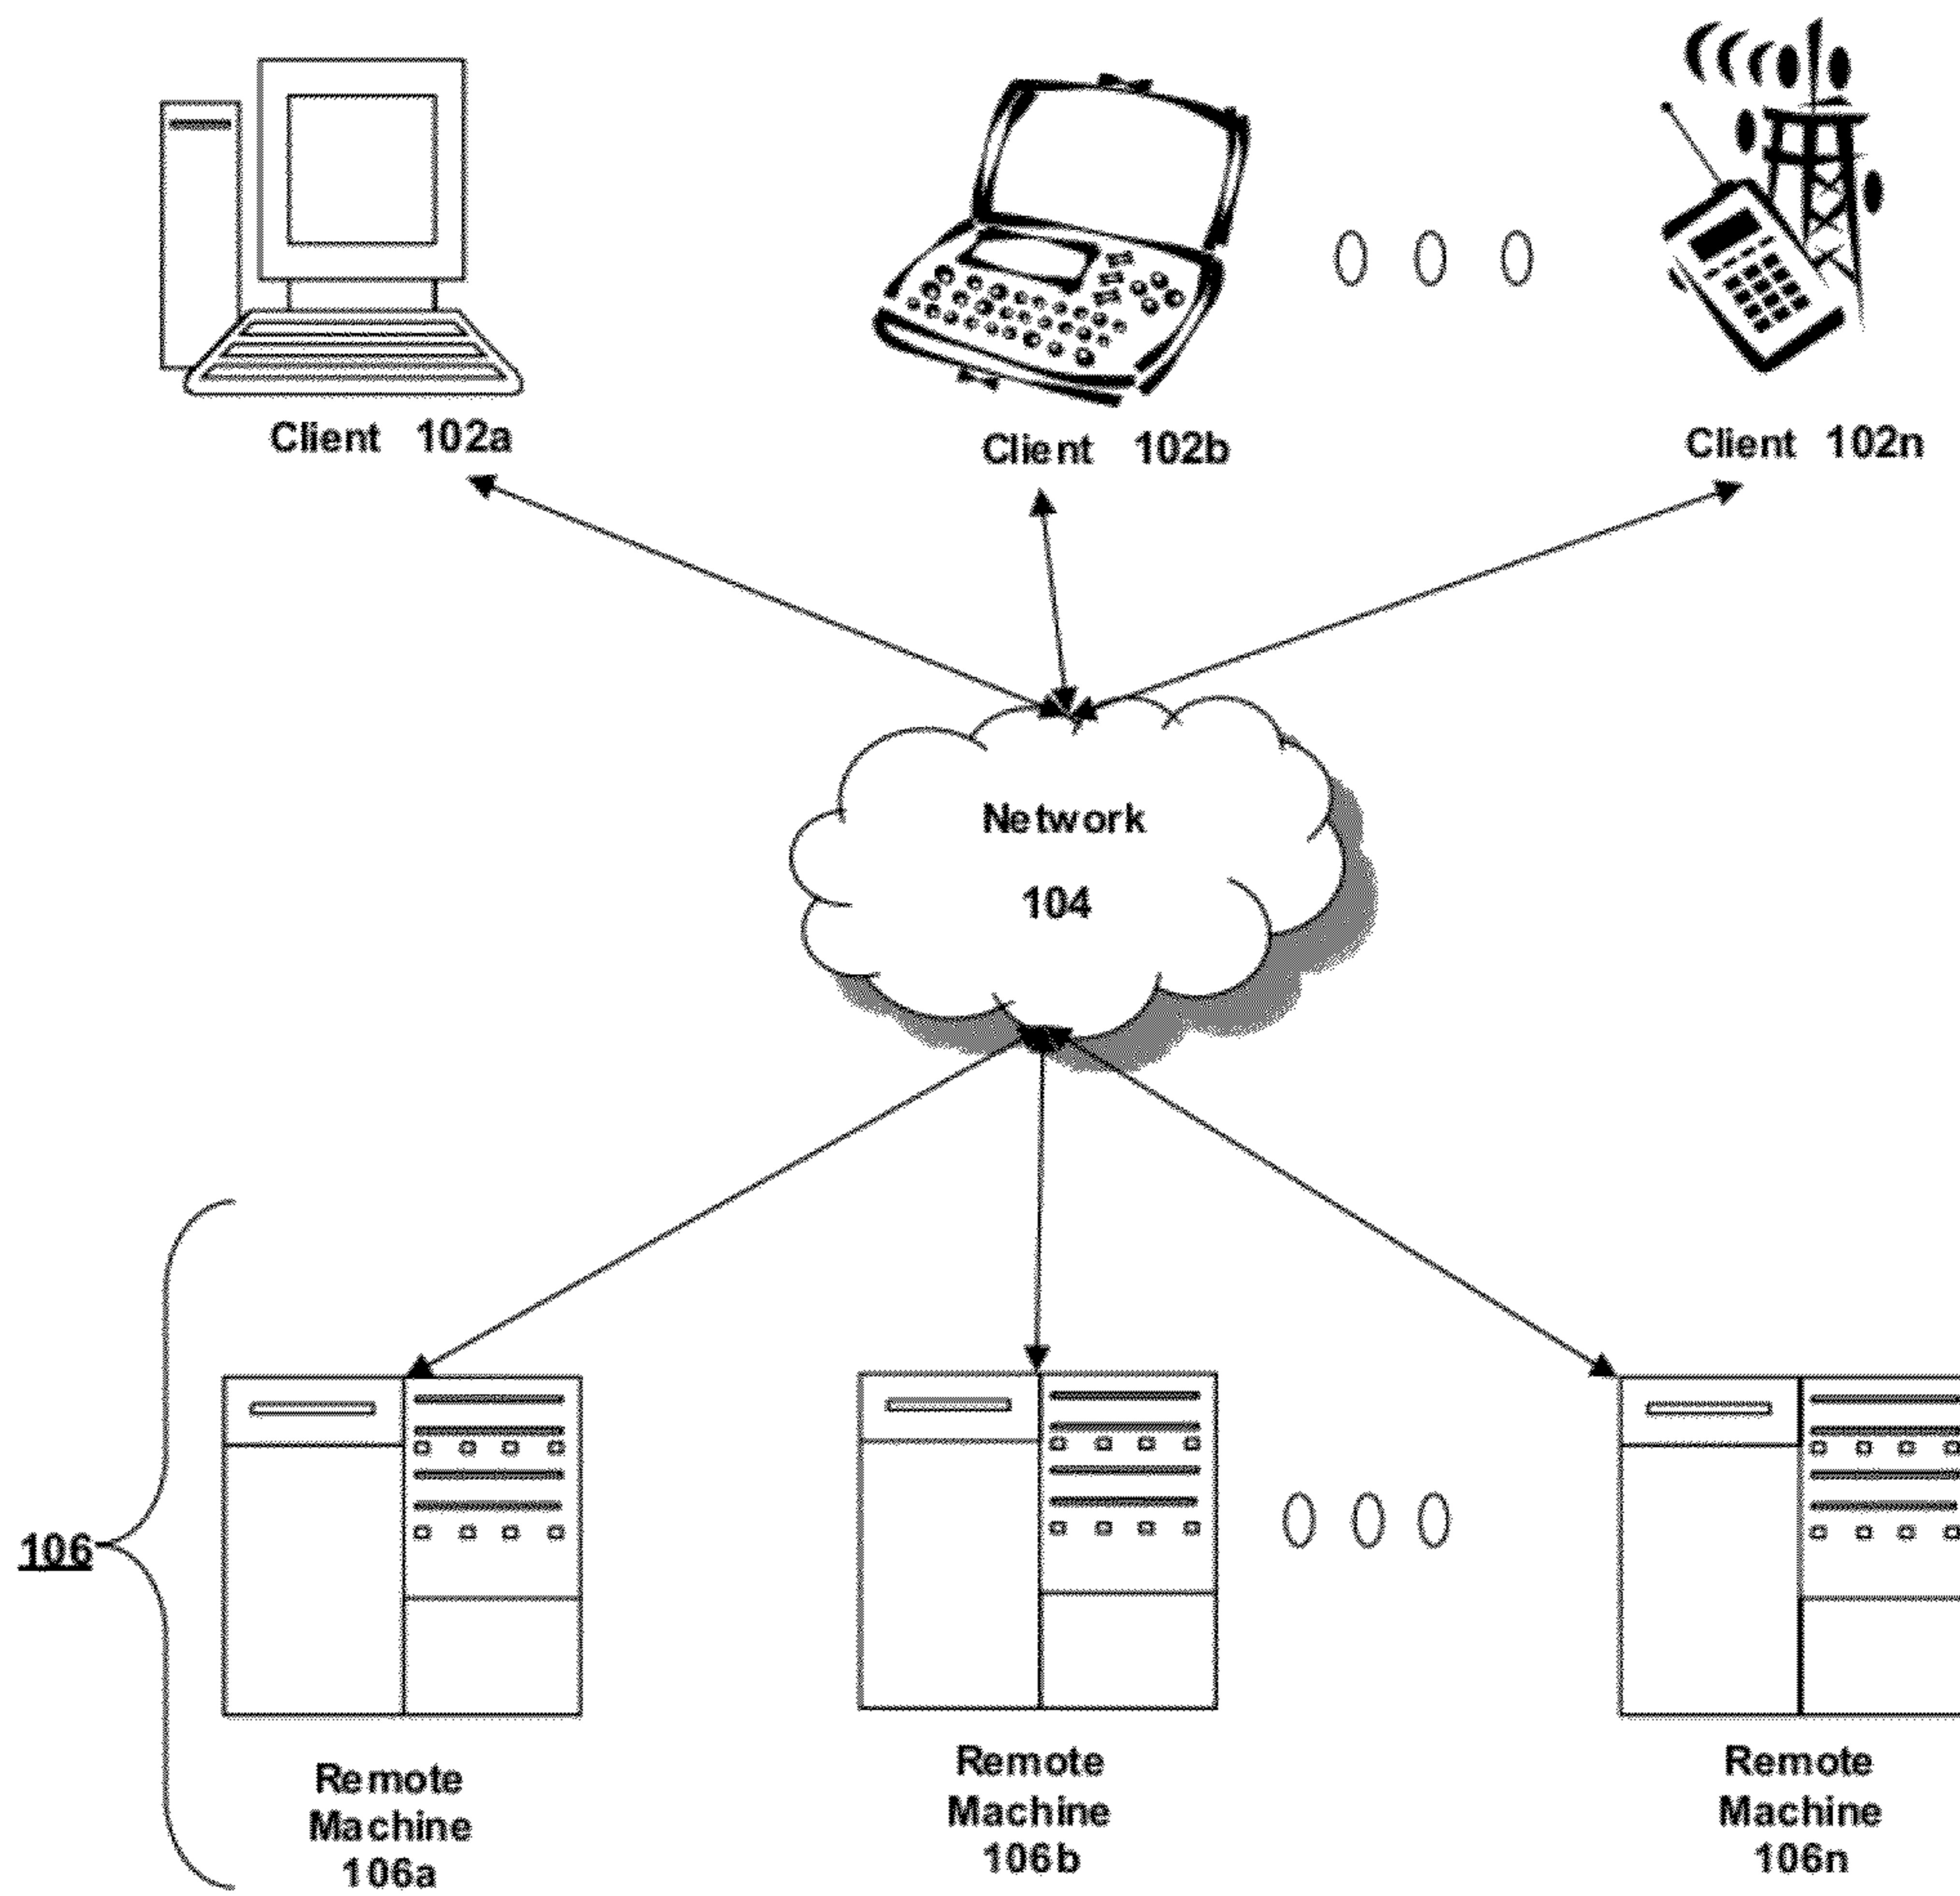 Client 102a
Client 102b
Client 102n
Network
104
106
Remote
Machine
106a
Remote
Machine
106b
Remote
Machine
106n